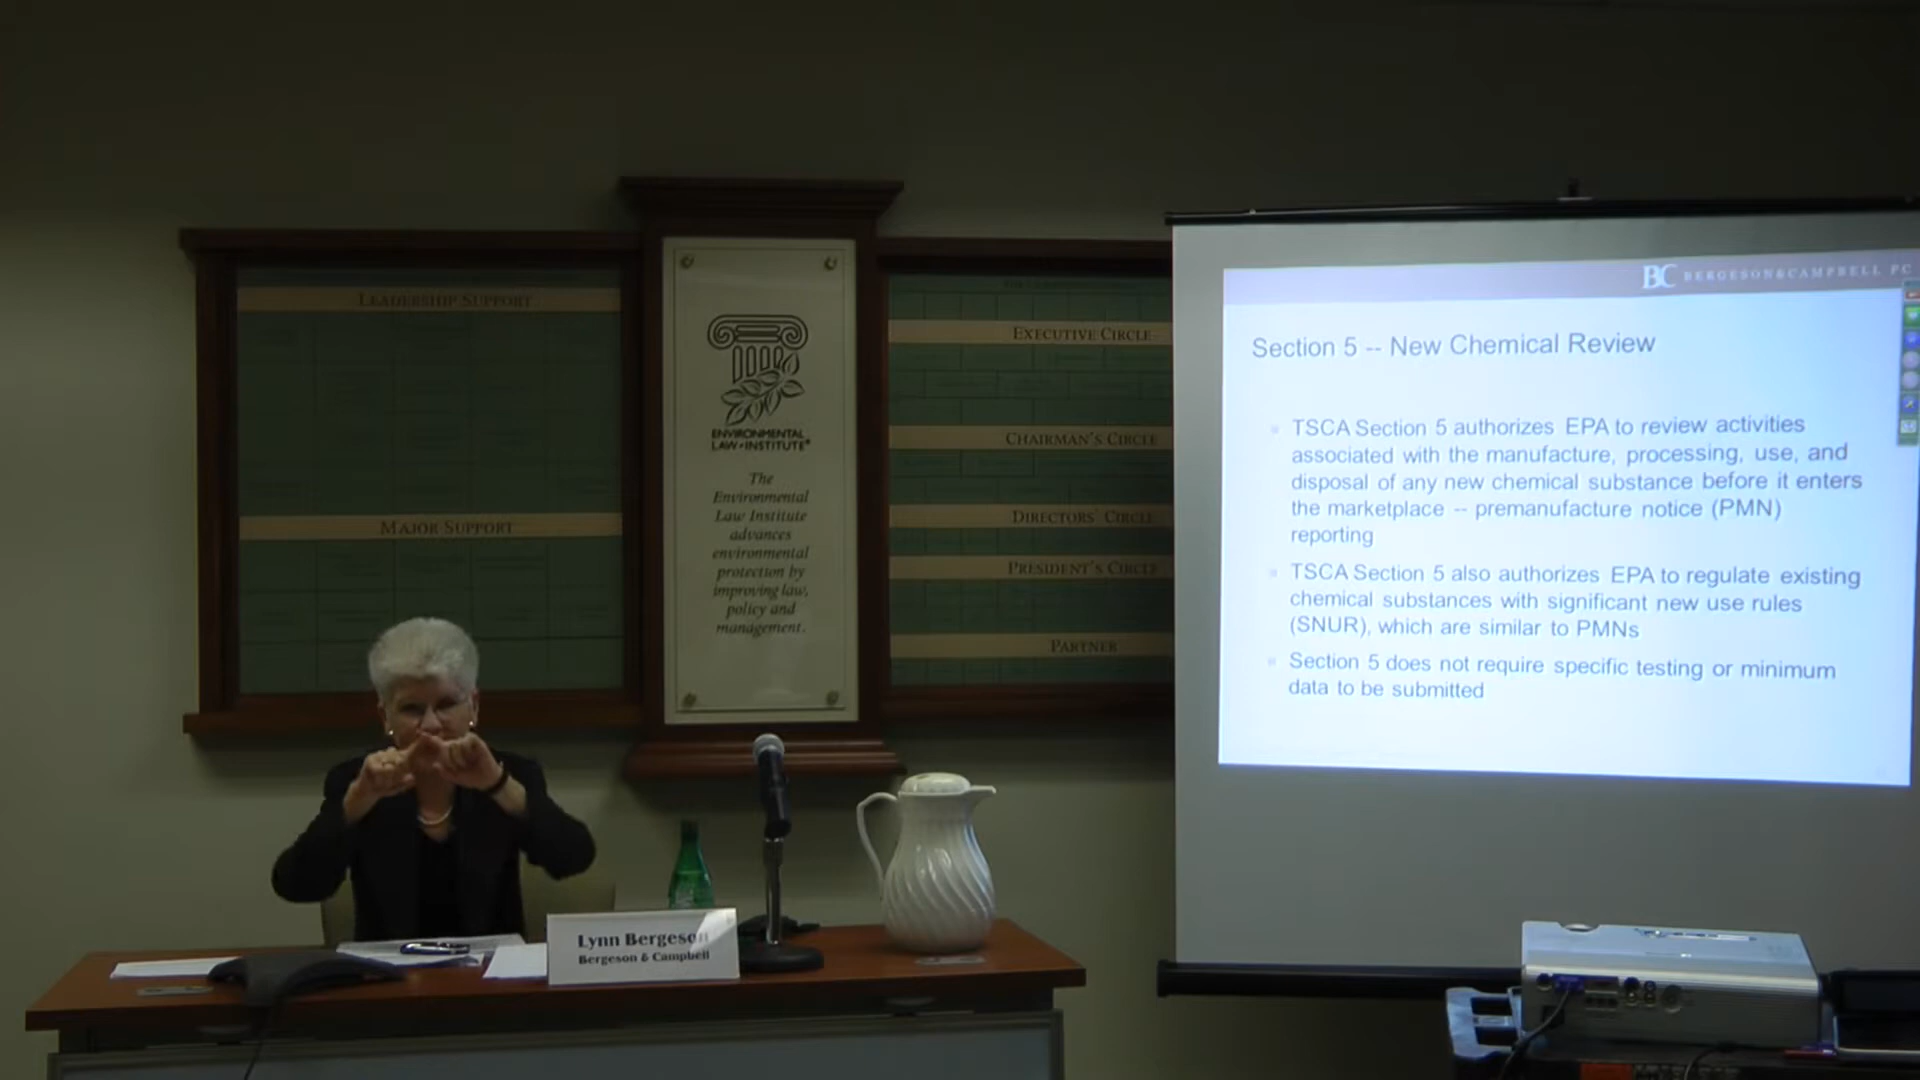 LEADERSHIP SUPPORT
MAJOR SUPPORT
ENVIRONMENTAL
LAW•INSTITUTE®
The
Environmental
Law Institute
advances
environmental
protection by
improving law,
policy and
management.
EXECUTIVE CIRCLE
CHAIRMAN'S CIRCLE
DIRECTORS' CIRCLE
PRESIDENT'S CIRCLE
PARTNER
Lynn Bergeson
Bergeson & Campbell
BC BERGESON&CAMPBELL PC
Section 5 -- New Chemical Review
TSCA Section 5 authorizes EPA to review activities
associated with the manufacture, processing, use, and
disposal of any new chemical substance before it enters
the marketplace -- premanufacture notice (PMN)
reporting
TSCA Section 5 also authorizes EPA to regulate existing
chemical substances with significant new use rules
(SNUR), which are similar to PMNs
Section 5 does not require specific testing or minimum
data to be submitted